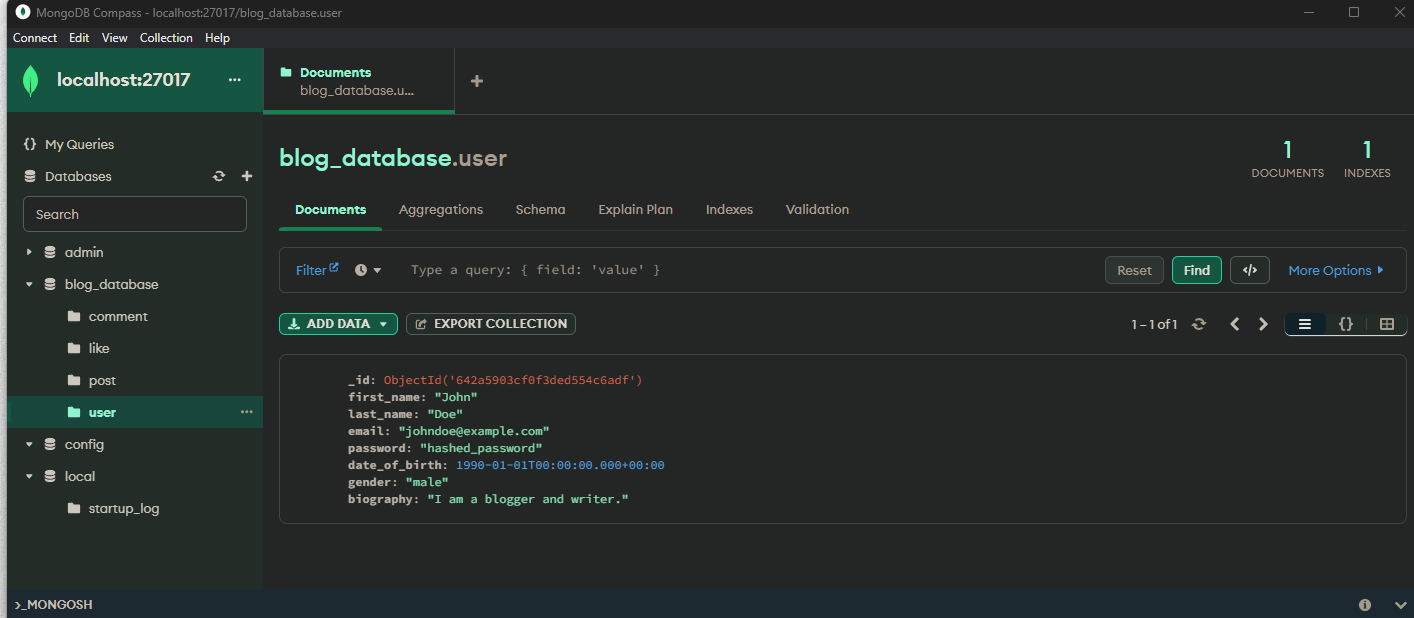 MongoDB Compass - localhost:27017/blog_database.user
Connect Edit View Collection Help
localhost:27017 ...
Documents
blog_database.u...
+
{} My Queries
Databases
Search
admin
blog_database
comment
like
post
user ...
config
local
startup_log
blog_database.user
1
DOCUMENTS
1
INDEXES
Documents Aggregations Schema Explain Plan Indexes Validation
Filter Type a query: { field: 'value' } Reset Find </> More Options
ADD DATA EXPORT COLLECTION 1 – 1 of 1 {}
_id: ObjectId('642a5903cf0f3ded554c6adf')
first_name: "John"
last_name: "Doe"
email: "johndoe@example.com"
password: "hashed_password"
date_of_birth: 1990-01-01T00:00:00.000+00:00
gender: "male"
biography: "I am a blogger and writer."
>_MONGOSH